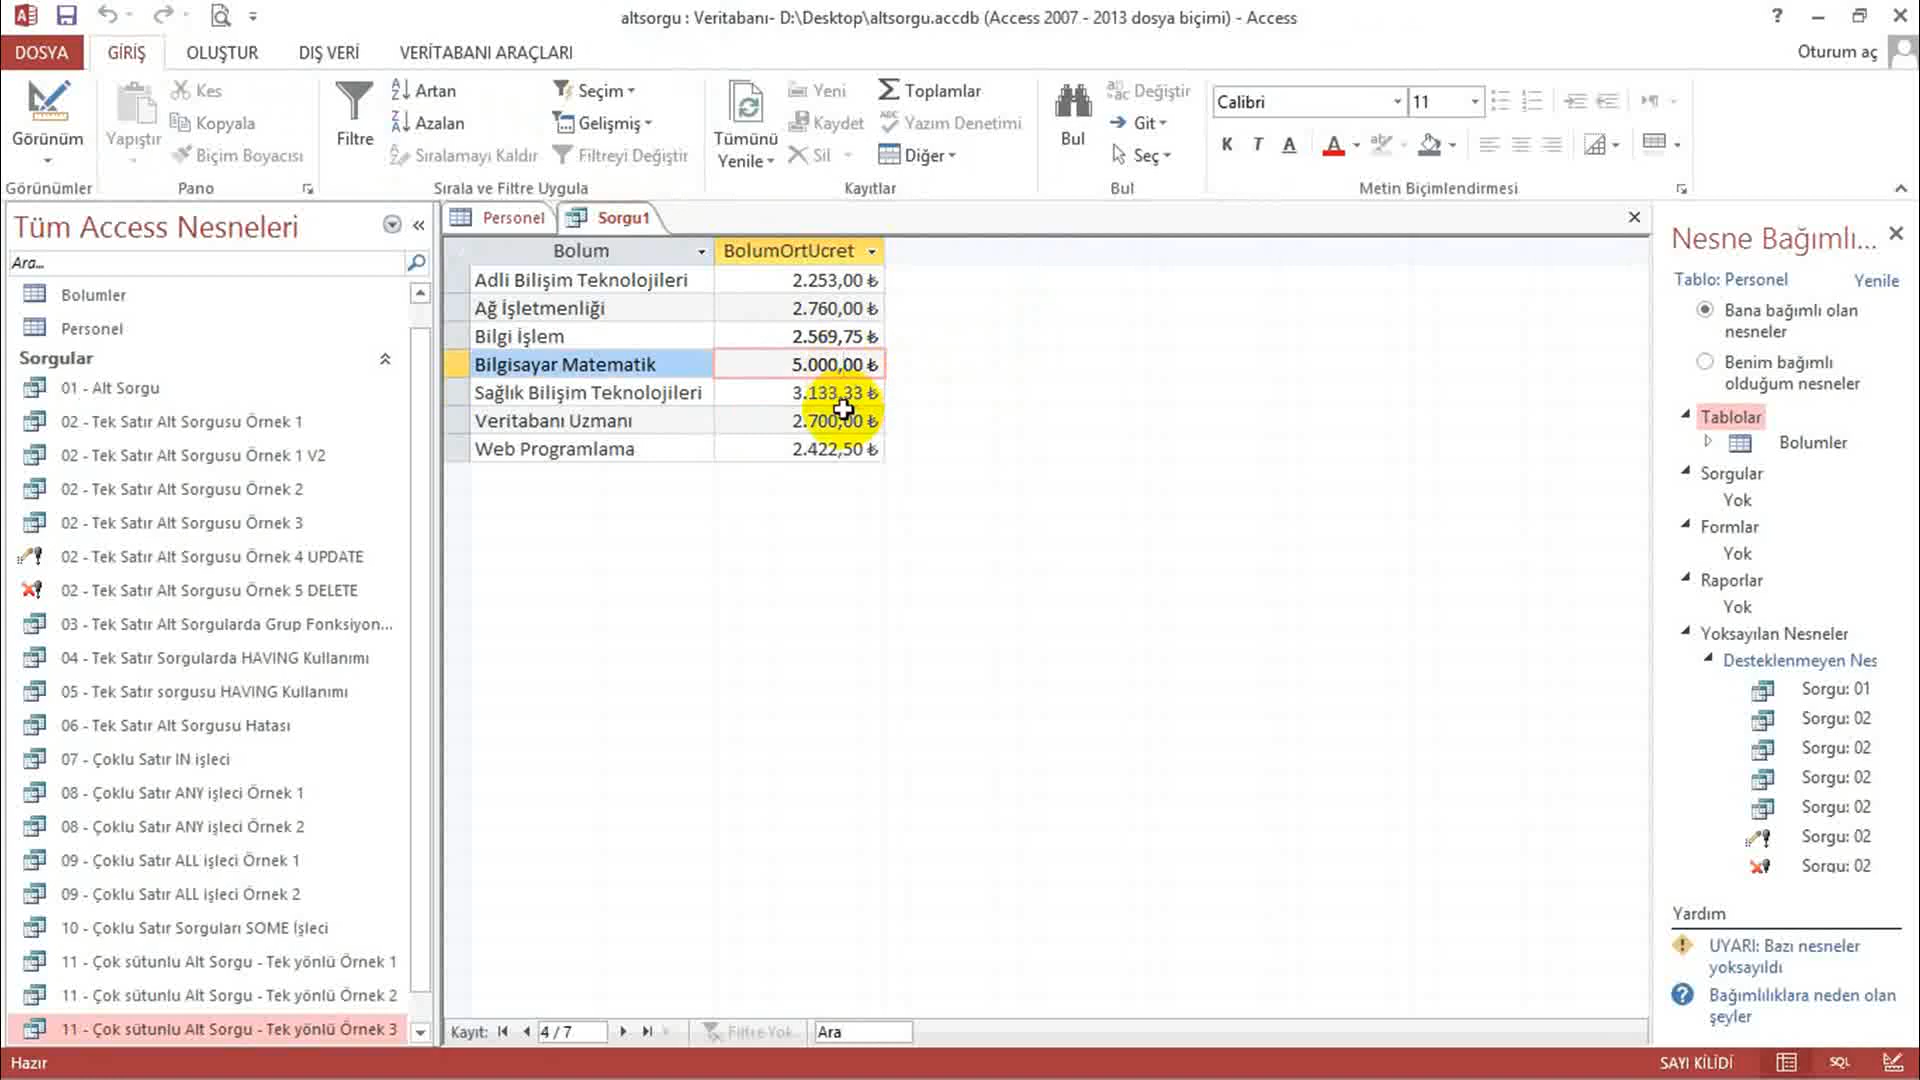 altsorgu : Veritabanı- D:\Desktop\altsorgu.accdb (Access 2007 - 2013 dosya biçimi) - Access
?
Oturum aç
DOSYA GİRİŞ OLUŞTUR DIŞ VERİ VERİTABANI ARAÇLARI
Görünüm
Görünümler
Yapıştır
Kes
Kopyala
Biçim Boyacısı
Pano
Filtre
Artan
Azalan
Sıralamayı Kaldır
Seçim
Gelişmiş
Filtreyi Değiştir
Sırala ve Filtre Uygula
Tümünü
Yenile
Yeni
Kaydet
Sil
Toplamlar
Yazım Denetimi
Diğer
Kayıtlar
Bul
Değiştir
Git
Seç
Bul
Calibri 11
K T A
Metin Biçimlendirmesi
Tüm Access Nesneleri
Ara...
Bolumler
Personel
Sorgular
01 - Alt Sorgu
02 - Tek Satır Alt Sorgusu Örnek 1
02 - Tek Satır Alt Sorgusu Örnek 1 V2
02 - Tek Satır Alt Sorgusu Örnek 2
02 - Tek Satır Alt Sorgusu Örnek 3
02 - Tek Satır Alt Sorgusu Örnek 4 UPDATE
02 - Tek Satır Alt Sorgusu Örnek 5 DELETE
03 - Tek Satır Alt Sorgularda Grup Fonksiyon...
04 - Tek Satır Sorgularda HAVING Kullanımı
05 - Tek Satır sorgusu HAVING Kullanımı
06 - Tek Satır Alt Sorgusu Hatası
07 - Çoklu Satır IN işleci
08 - Çoklu Satır ANY işleci Örnek 1
08 - Çoklu Satır ANY işleci Örnek 2
09 - Çoklu Satır ALL işleci Örnek 1
09 - Çoklu Satır ALL işleci Örnek 2
10 - Çoklu Satır Sorguları SOME İşleci
11 - Çok sütunlu Alt Sorgu - Tek yönlü Örnek 1
11 - Çok sütunlu Alt Sorgu - Tek yönlü Örnek 2
11 - Çok sütunlu Alt Sorgu - Tek yönlü Örnek 3
Personel Sorgu1
Bolum BolumOrtUcret
Adli Bilişim Teknolojileri 2.253,00 ₺
Ağ İşletmenliği 2.760,00 ₺
Bilgi İşlem 2.569,75 ₺
Bilgisayar Matematik 5.000,00 ₺
Sağlık Bilişim Teknolojileri 3.133,33 ₺
Veritabanı Uzmanı 2.700,00 ₺
Web Programlama 2.422,50 ₺
Kayıt: 4 / 7 Filtre Yok Ara
Nesne Bağımlı...
Tablo: Personel Yenile
Bana bağımlı olan
nesneler
Benim bağımlı
olduğum nesneler
Tablolar
Bolumler
Sorgular
Yok
Formlar
Yok
Raporlar
Yok
Yoksayılan Nesneler
Desteklenmeyen Nes
Sorgu: 01
Sorgu: 02
Sorgu: 02
Sorgu: 02
Sorgu: 02
Sorgu: 02
Sorgu: 02
Yardım
UYARI: Bazı nesneler
yoksayıldı
Bağımlılıklara neden olan
şeyler
Hazır
SAYI KİLİDİ SQL